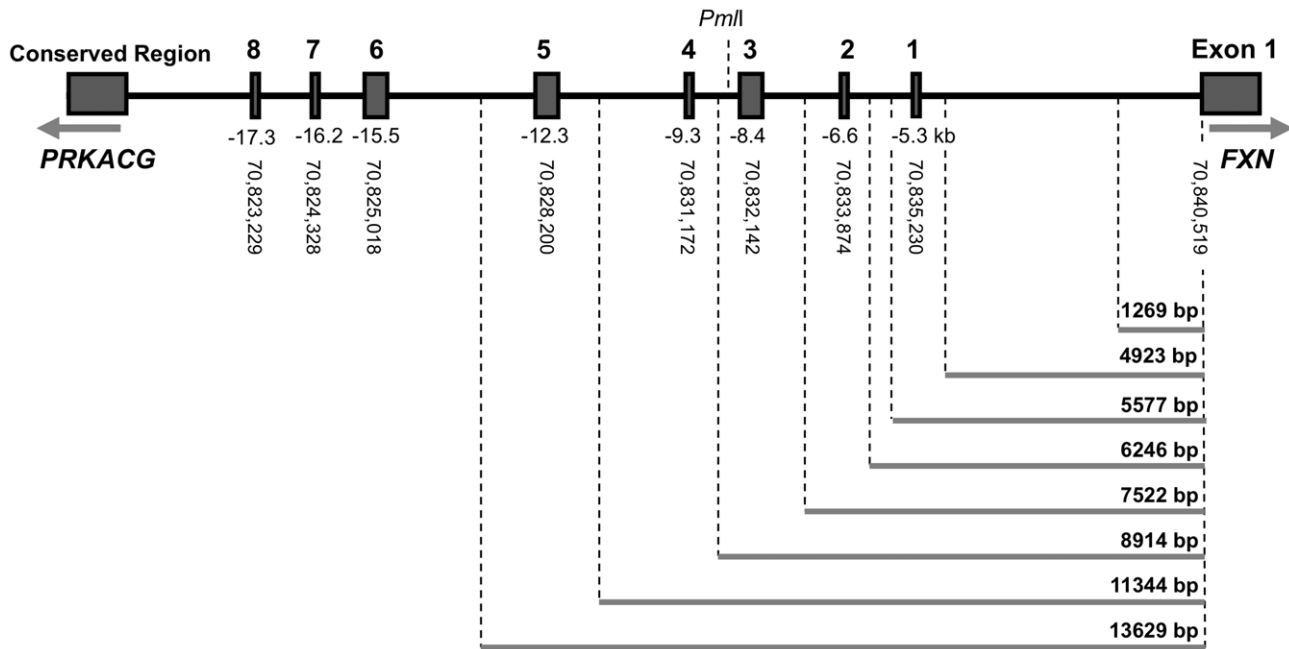 PmlI
Conserved Region 8 7 6 5 4 3 2 1 Exon 1
-17.3 -16.2 -15.5 -12.3 -9.3 -8.4 -6.6 -5.3 kb
PRKACG FXN
70,823,229 70,824,328 70,825,018 70,828,200 70,831,172 70,832,142 70,833,874 70,835,230 70,840,519
1269 bp
4923 bp
5577 bp
6246 bp
7522 bp
8914 bp
11344 bp
13629 bp